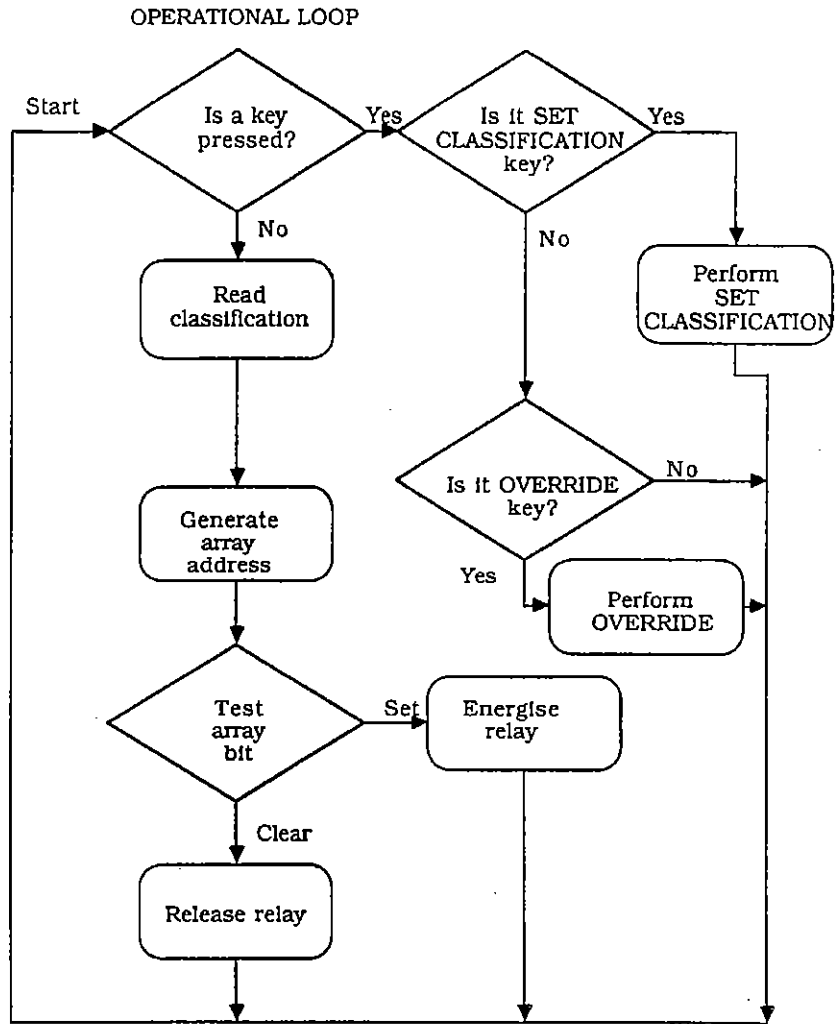 OPERATIONAL LOOP
Start
Is a key
pressed?
Yes
Is it SET
CLASSIFICATION
key?
Yes
No
Read
classification
No
Perform
SET
CLASSIFICATION
Is it OVERRIDE
key?
No
Generate
array
address
Yes
Perform
OVERRIDE
Test
array
bit
Set
Energise
relay
Clear
Release relay